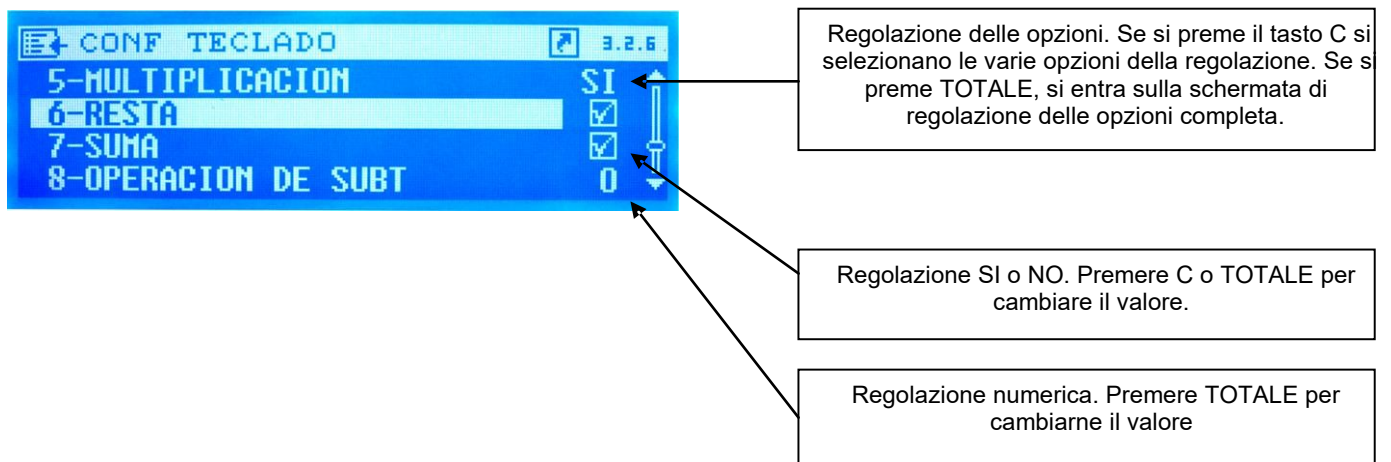 CONF TECLADO 3.2.6
5-MULTIPLICACION SI
6-RESTA
7-SUMA
8-OPERACION DE SUBT 0
Regolazione delle opzioni. Se si preme il tasto C si
selezionano le varie opzioni della regolazione. Se si
preme TOTALE, si entra sulla schermata di
regolazione delle opzioni completa.
Regolazione SI o NO. Premere C o TOTALE per
cambiare il valore.
Regolazione numerica. Premere TOTALE per
cambiarne il valore